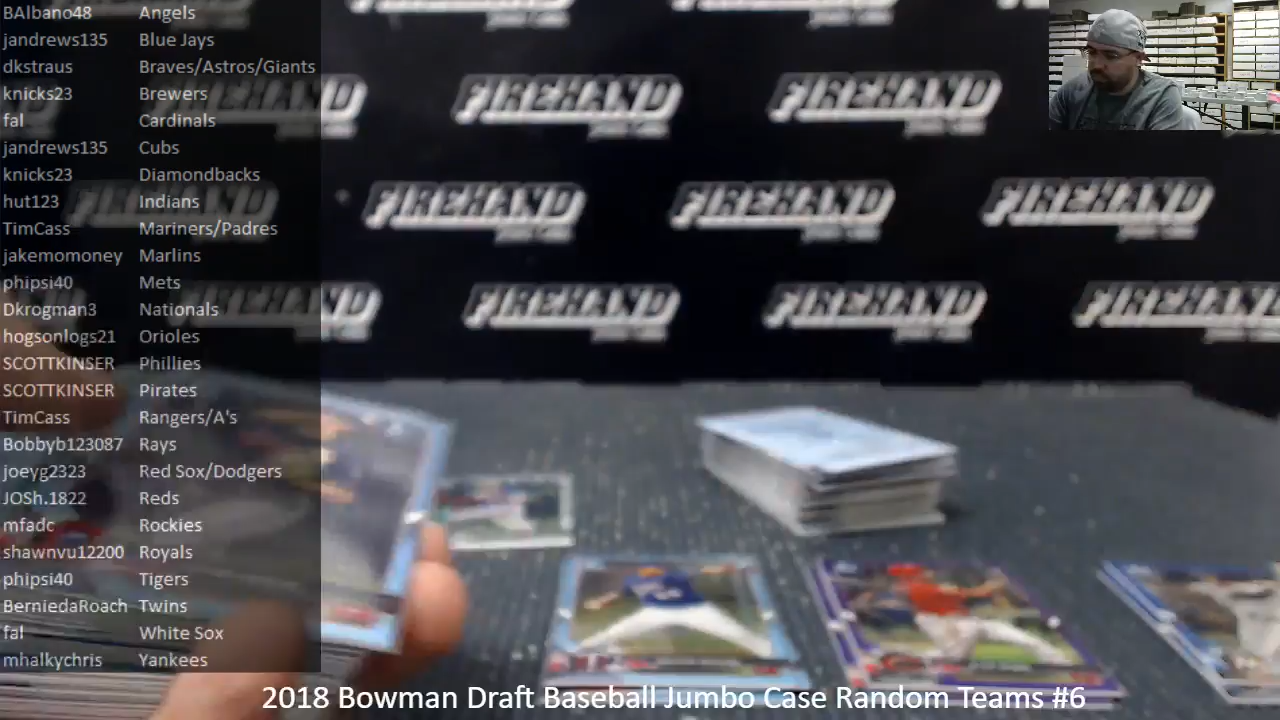 BAlbano48 Angels
jandrews135 Blue Jays
dkstraus Braves/Astros/Giants
knicks23 Brewers
fal Cardinals
jandrews135 Cubs
knicks23 Diamondbacks
hut123 Indians
TimCass Mariners/Padres
jakemomoney Marlins
phipsi40 Mets
Dkrogman3 Nationals
hogsonlogs21 Orioles
SCOTTKINSER Phillies
SCOTTKINSER Pirates
TimCass Rangers/A's
Bobbyb123087 Rays
joeyg2323 Red Sox/Dodgers
JOSh.1822 Reds
mfadc Rockies
shawnvu12200 Royals
phipsi40 Tigers
BerniedaRoach Twins
fal White Sox
mhalkychris Yankees
FIREHAND FIREHAND
FIREHAND FIREHAND FIREHAND
FIREHAND FIREHAND FIREHAND
2018 Bowman Draft Baseball Jumbo Case Random Teams #6